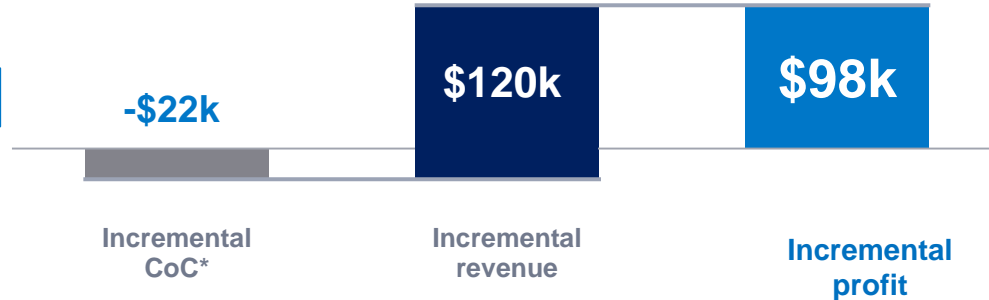 -$22k
$120k
$98k
Incremental
CoC*
Incremental
revenue
Incremental
profit